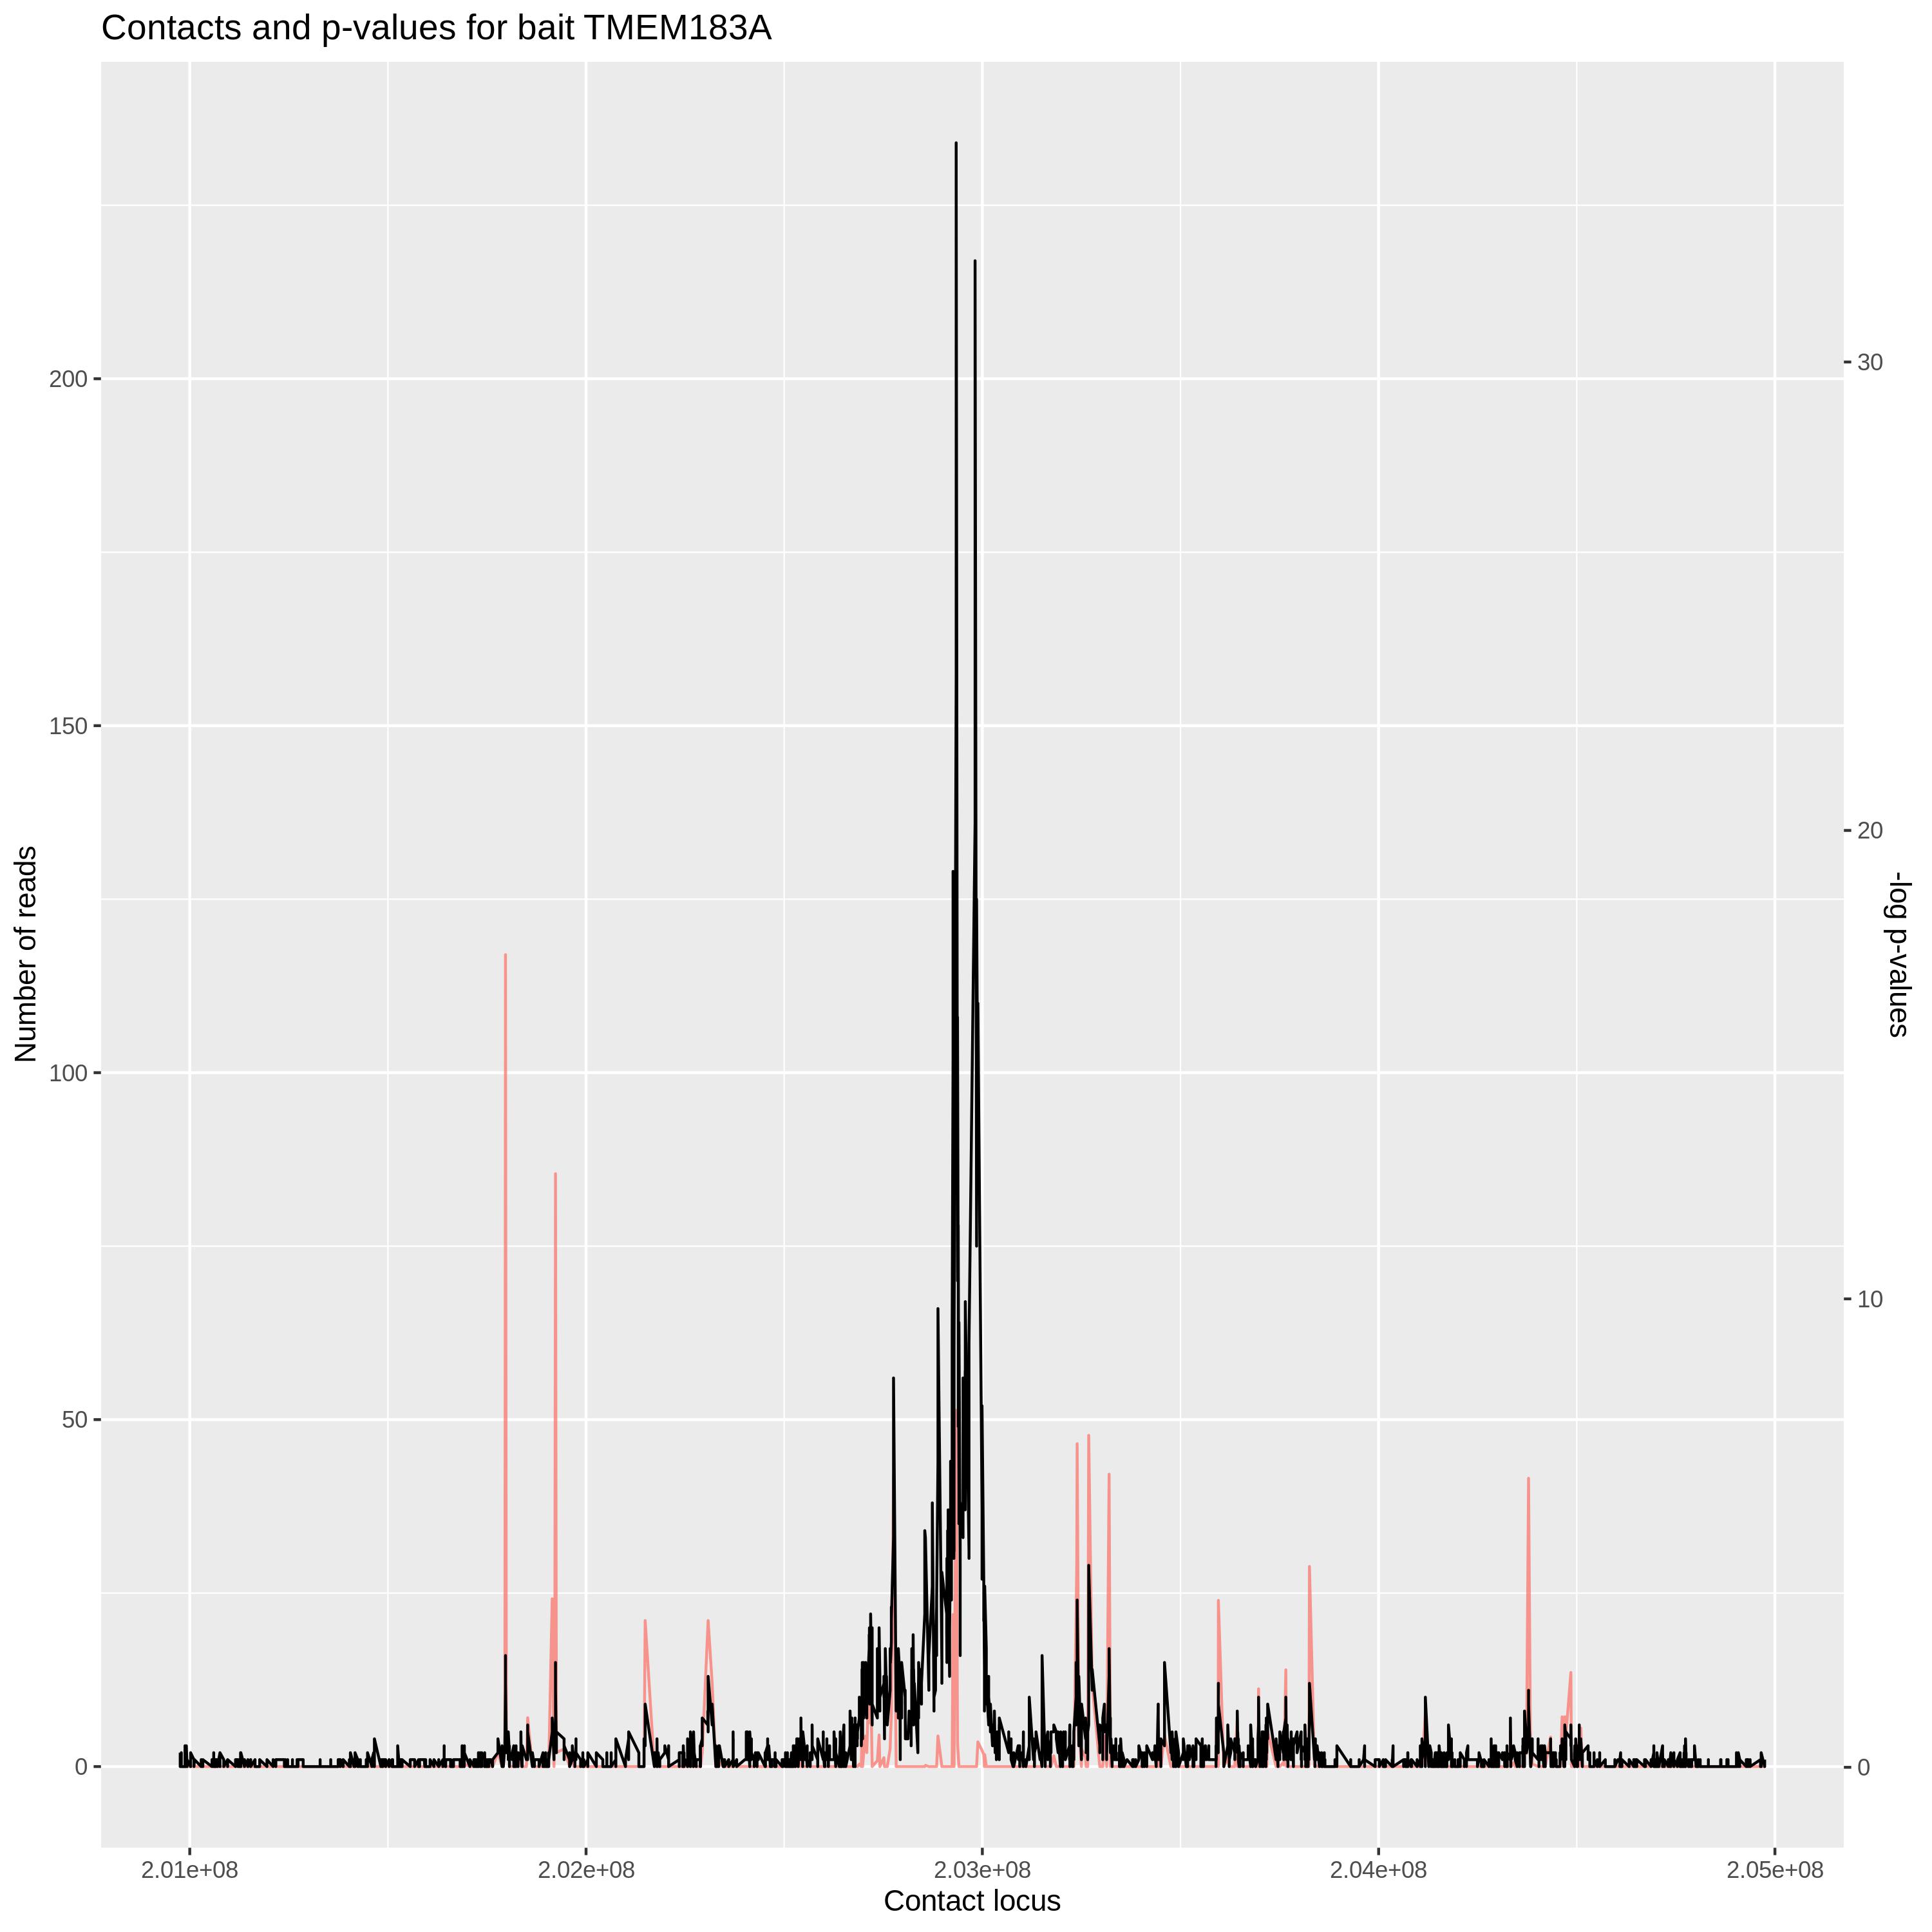 Contacts and p-values for bait TMEM183A
200
150
100
50
0
Number of reads
30
20
10
0
-log p-values
2.01e+08
2.02e+08
2.03e+08
2.04e+08
2.05e+08
Contact locus